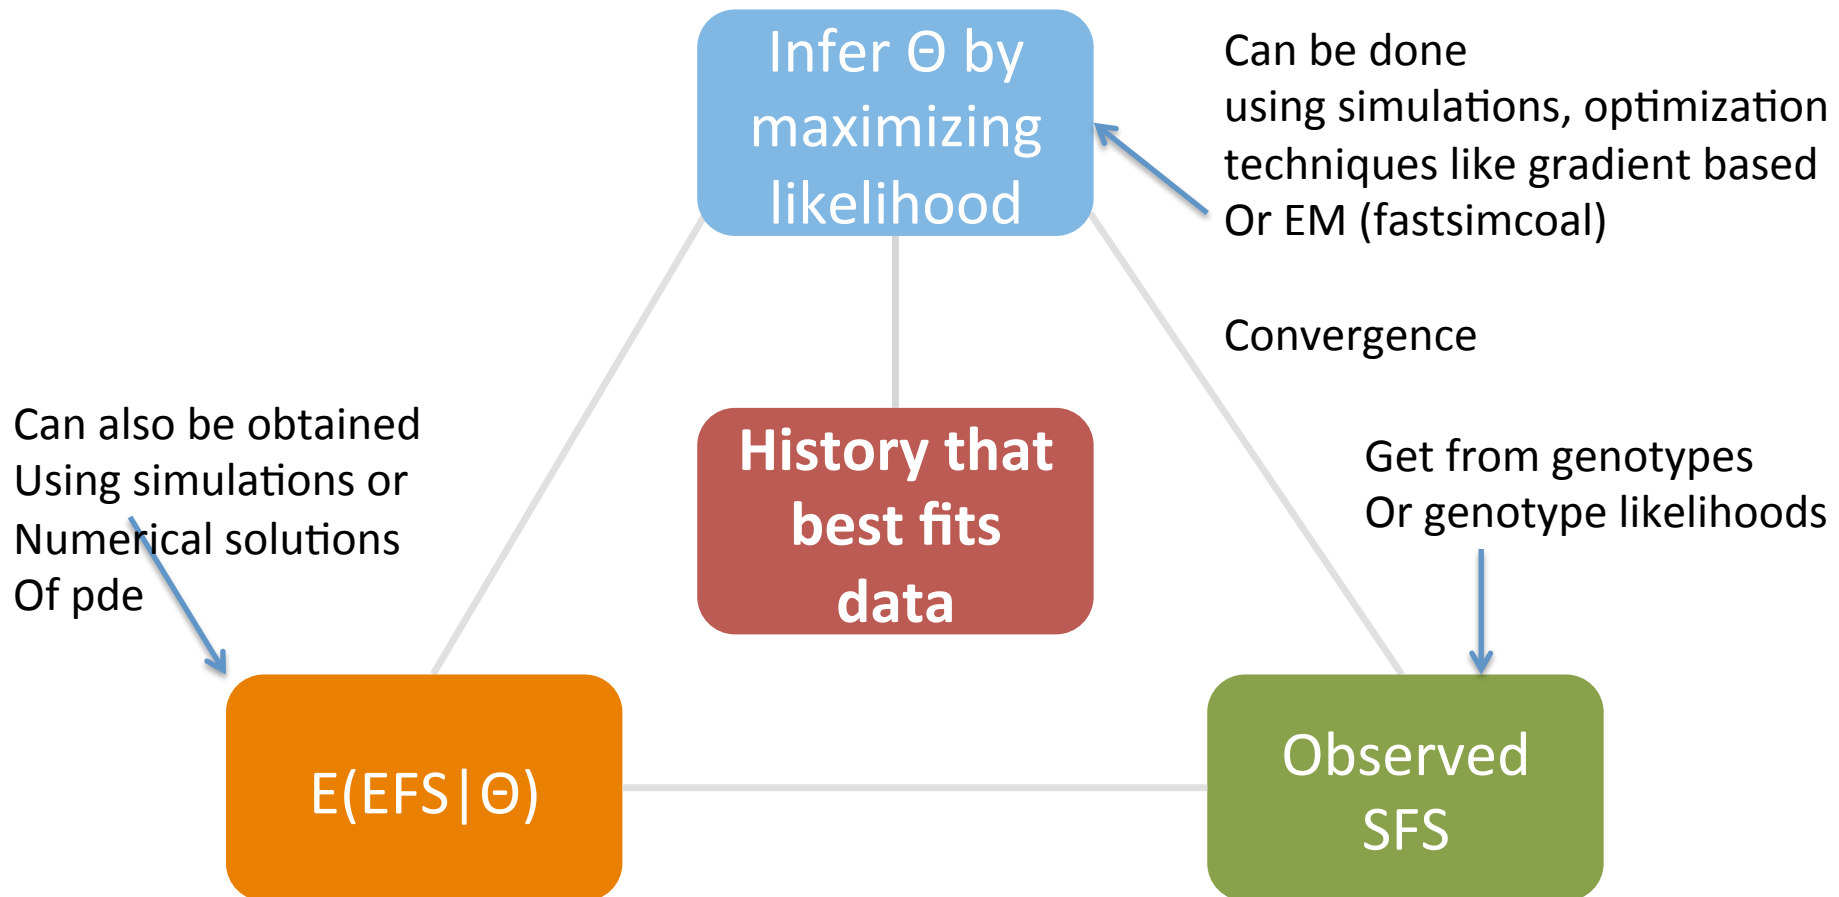 Infer Θ by
maximizing
likelihood
Can be done
using simulations, optimization
techniques like gradient based
Or EM (fastsimcoal)
Convergence
Can also be obtained
Using simulations or
Numerical solutions
Of pde
History that
best fits
data
Get from genotypes
Or genotype likelihoods
E(EFS|Θ)
Observed
SFS